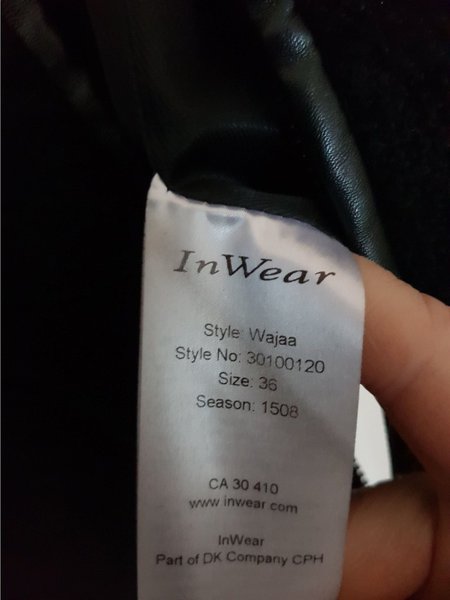 InWear
Style: Wajaa
Style No: 30100120
Size: 36
Season: 1508
CA 30 410
www.inwear.com
InWear
Part of DK Company CPH